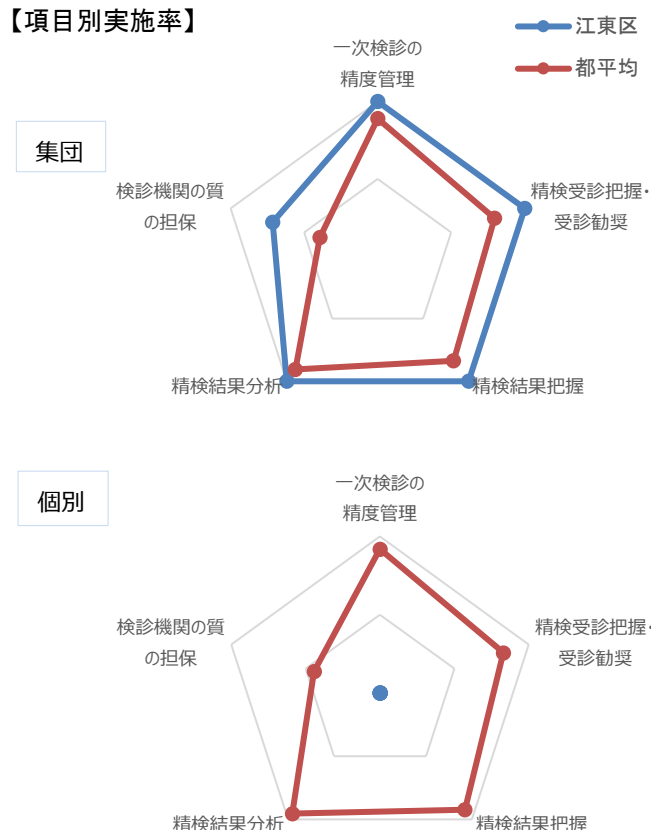 【項目別実施率】
江東区
都平均
集団
一次検診の
精度管理
精検受診把握・
受診勧奨
精検結果把握
精検結果分析
検診機関の質
の担保
個別
一次検診の
精度管理
精検受診把握・
受診勧奨
精検結果把握
精検結果分析
検診機関の質
の担保